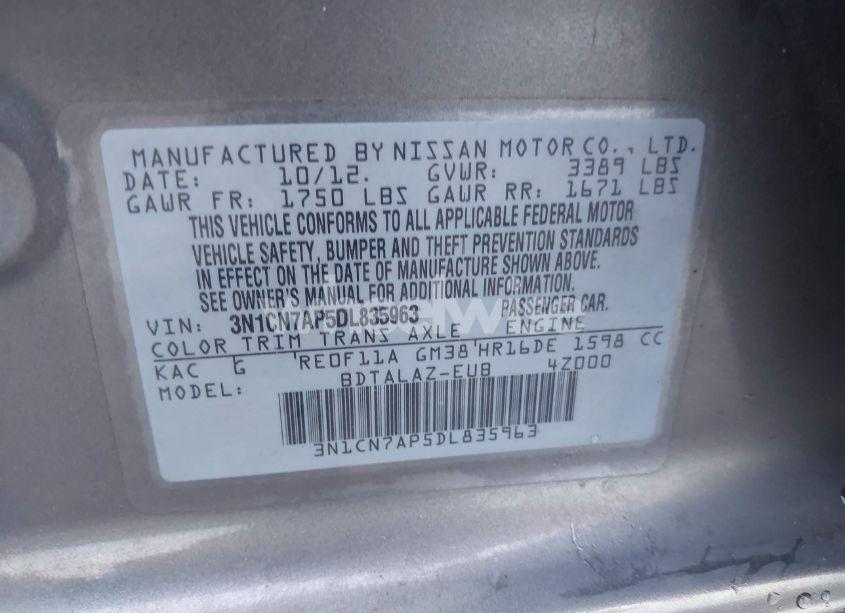 MANUFACTURED BY NISSAN MOTOR CO., LTD.
DATE: 10/12. GVWR: 3389 LBS
GAWR FR: 1750 LBS GAWR RR: 1671 LBS
THIS VEHICLE CONFORMS TO ALL APPLICABLE FEDERAL MOTOR
VEHICLE SAFETY, BUMPER AND THEFT PREVENTION STANDARDS
IN EFFECT ON THE DATE OF MANUFACTURE SHOWN ABOVE.
SEE OWNER'S MANUAL FOR ADDITIONAL INFORMATION.
VIN: 3N1CN7AP5DL835963 PASSENGER CAR.
COLOR TRIM TRANS AXLE ENGINE
KAC G RE0F11A GM38 HR16DE 1598 CC
MODEL: BDTALAZ-EUB 4Z000
3N1CN7AP5DL835963